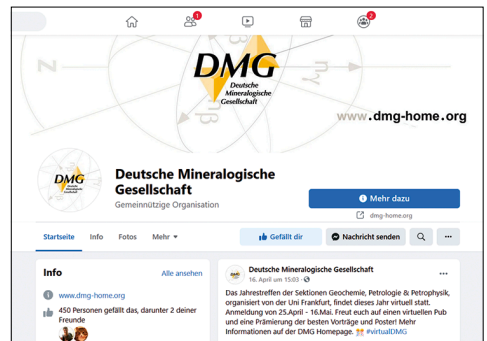 1
2
N
nγ
nβ
DMG
Deutsche
Mineralogische
Gesellschaft
www.dmg-home.org
DMG
Deutsche Mineralogische
Gesellschaft
Gemeinnützige Organisation
Mehr dazu
dmg-home.org
Startseite Info Fotos Mehr Gefällt dir Nachricht senden
Info Alle ansehen
www.dmg-home.org
450 Personen gefällt das, darunter 2 deiner
Freunde
Deutsche Mineralogische Gesellschaft
16. April um 15:03 ·
Das Jahrestreffen der Sektionen Geochemie, Petrologie & Petrophysik,
organisiert von der Uni Frankfurt, findet dieses Jahr virtuell statt.
Anmeldung von 25.April - 16.Mai. Freut euch auf einen virtuellen Pub
und eine Prämierung der besten Vorträge und Poster! Mehr
Informationen auf der DMG Homepage. #virtualDMG